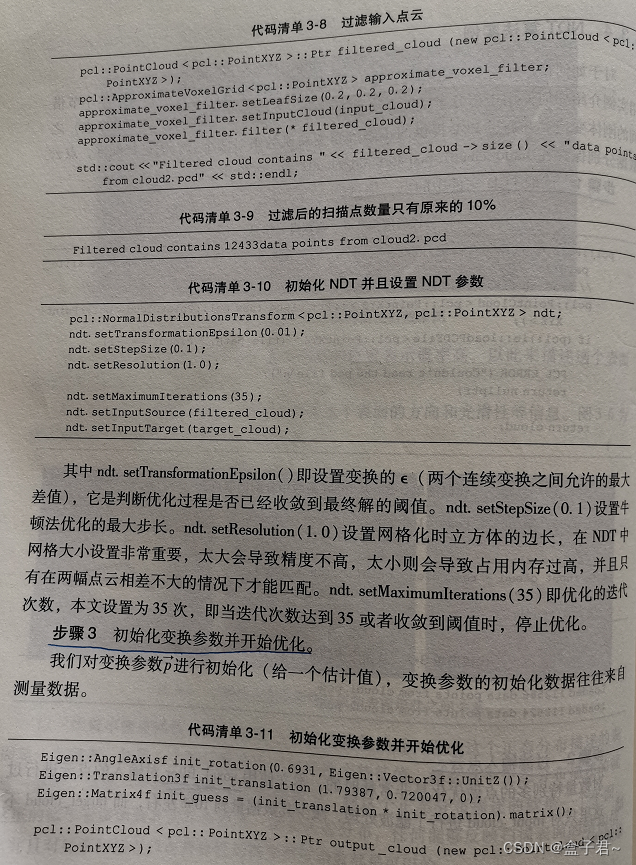 代码清单3-8 过滤输入点云
pcl::PointCloud<pcl::PointXYZ>::Ptr filtered_cloud (new pcl::PointCloud<pcl:
PointXYZ>);
pcl::ApproximateVoxelGrid<pcl::PointXYZ> approximate_voxel_filter;
approximate_voxel_filter.setLeafSize(0.2, 0.2, 0.2);
approximate_voxel_filter.setInputCloud(input_cloud);
approximate_voxel_filter.filter(* filtered_cloud);
std::cout <<"Filtered cloud contains " << filtered_cloud -> size() << "data points
from cloud2.pcd" << std::endl;
代码清单3-9 过滤后的扫描点数量只有原来的10%
Filtered cloud contains 12433data points from cloud2.pcd
代码清单3-10 初始化 NDT 并且设置 NDT 参数
pcl::NormalDistributionsTransform<pcl::PointXYZ, pcl::PointXYZ> ndt;
ndt.setTransformationEpsilon(0.01);
ndt.setStepSize(0.1);
ndt.setResolution(1.0);
ndt.setMaximumIterations(35);
ndt.setInputSource(filtered_cloud);
ndt.setInputTarget(target_cloud);
其中 ndt. setTransformationEpsilon()即设置变换的 ϵ（两个连续变换之间允许的最大
差值），它是判断优化过程是否已经收敛到最终解的阈值。ndt. setStepSize(0.1)设置牛
顿法优化的最大步长。ndt. setResolution(1.0)设置网格化时立方体的边长，在 NDT 中
网格大小设置非常重要，太大会导致精度不高，太小则会导致占用内存过高，并且只
有在两幅点云相差不大的情况下才能匹配。ndt. setMaximumIterations(35)即优化的迭代
次数，本文设置为 35 次，即当迭代次数达到 35 或者收敛到阈值时，停止优化。
步骤 3 初始化变换参数并开始优化。
我们对变换参数p⃗进行初始化（给一个估计值），变换参数的初始化数据往往来自
测量数据。
代码清单3-11 初始化变换参数并开始优化
Eigen::AngleAxisf init_rotation(0.6931, Eigen::Vector3f::UnitZ());
Eigen::Translation3f init_translation (1.79387, 0.720047, 0);
Eigen::Matrix4f init_guess = (init_translation * init_rotation).matrix();
pcl::PointCloud<pcl::PointXYZ>::Ptr output_cloud (new pcl::PointCloud<pcl::
PointXYZ>);
CSDN @盒子君~